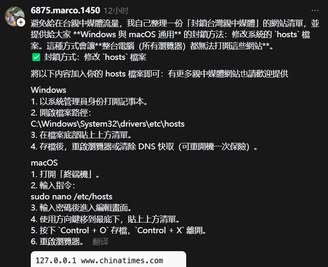 6875.marco.1450 12小时
避免給在台親中媒體流量，我自己整理一份「封鎖台灣親中媒體」的網站清單，並
提供給大家 **Windows 與 macOS 通用** 的封鎖方法：修改系統的 `hosts` 檔
案。這種方式會讓**整台電腦（所有瀏覽器）都無法打開這些網站**。
✅ 封鎖方式：修改 `hosts` 檔案
將以下內容加入你的 hosts 檔案即可：有更多親中媒體網站也請歡迎提供
Windows
1. 以系統管理員身份打開記事本。
2. 開啟檔案路徑：
C:\Windows\System32\drivers\etc\hosts
3. 在檔案底部貼上上方清單。
4. 存檔後，重啟瀏覽器或清除 DNS 快取（可重開機一次保險）。
macOS
1. 打開「終端機」。
2. 輸入指令：
sudo nano /etc/hosts
3. 輸入密碼後進入編輯畫面。
4. 使用方向鍵移到最底下，貼上上方清單。
5. 按下 `Control + O` 存檔，`Control + X` 離開。
6. 重啟瀏覽器。 翻译
127.0.0.1 www.chinatimes.com